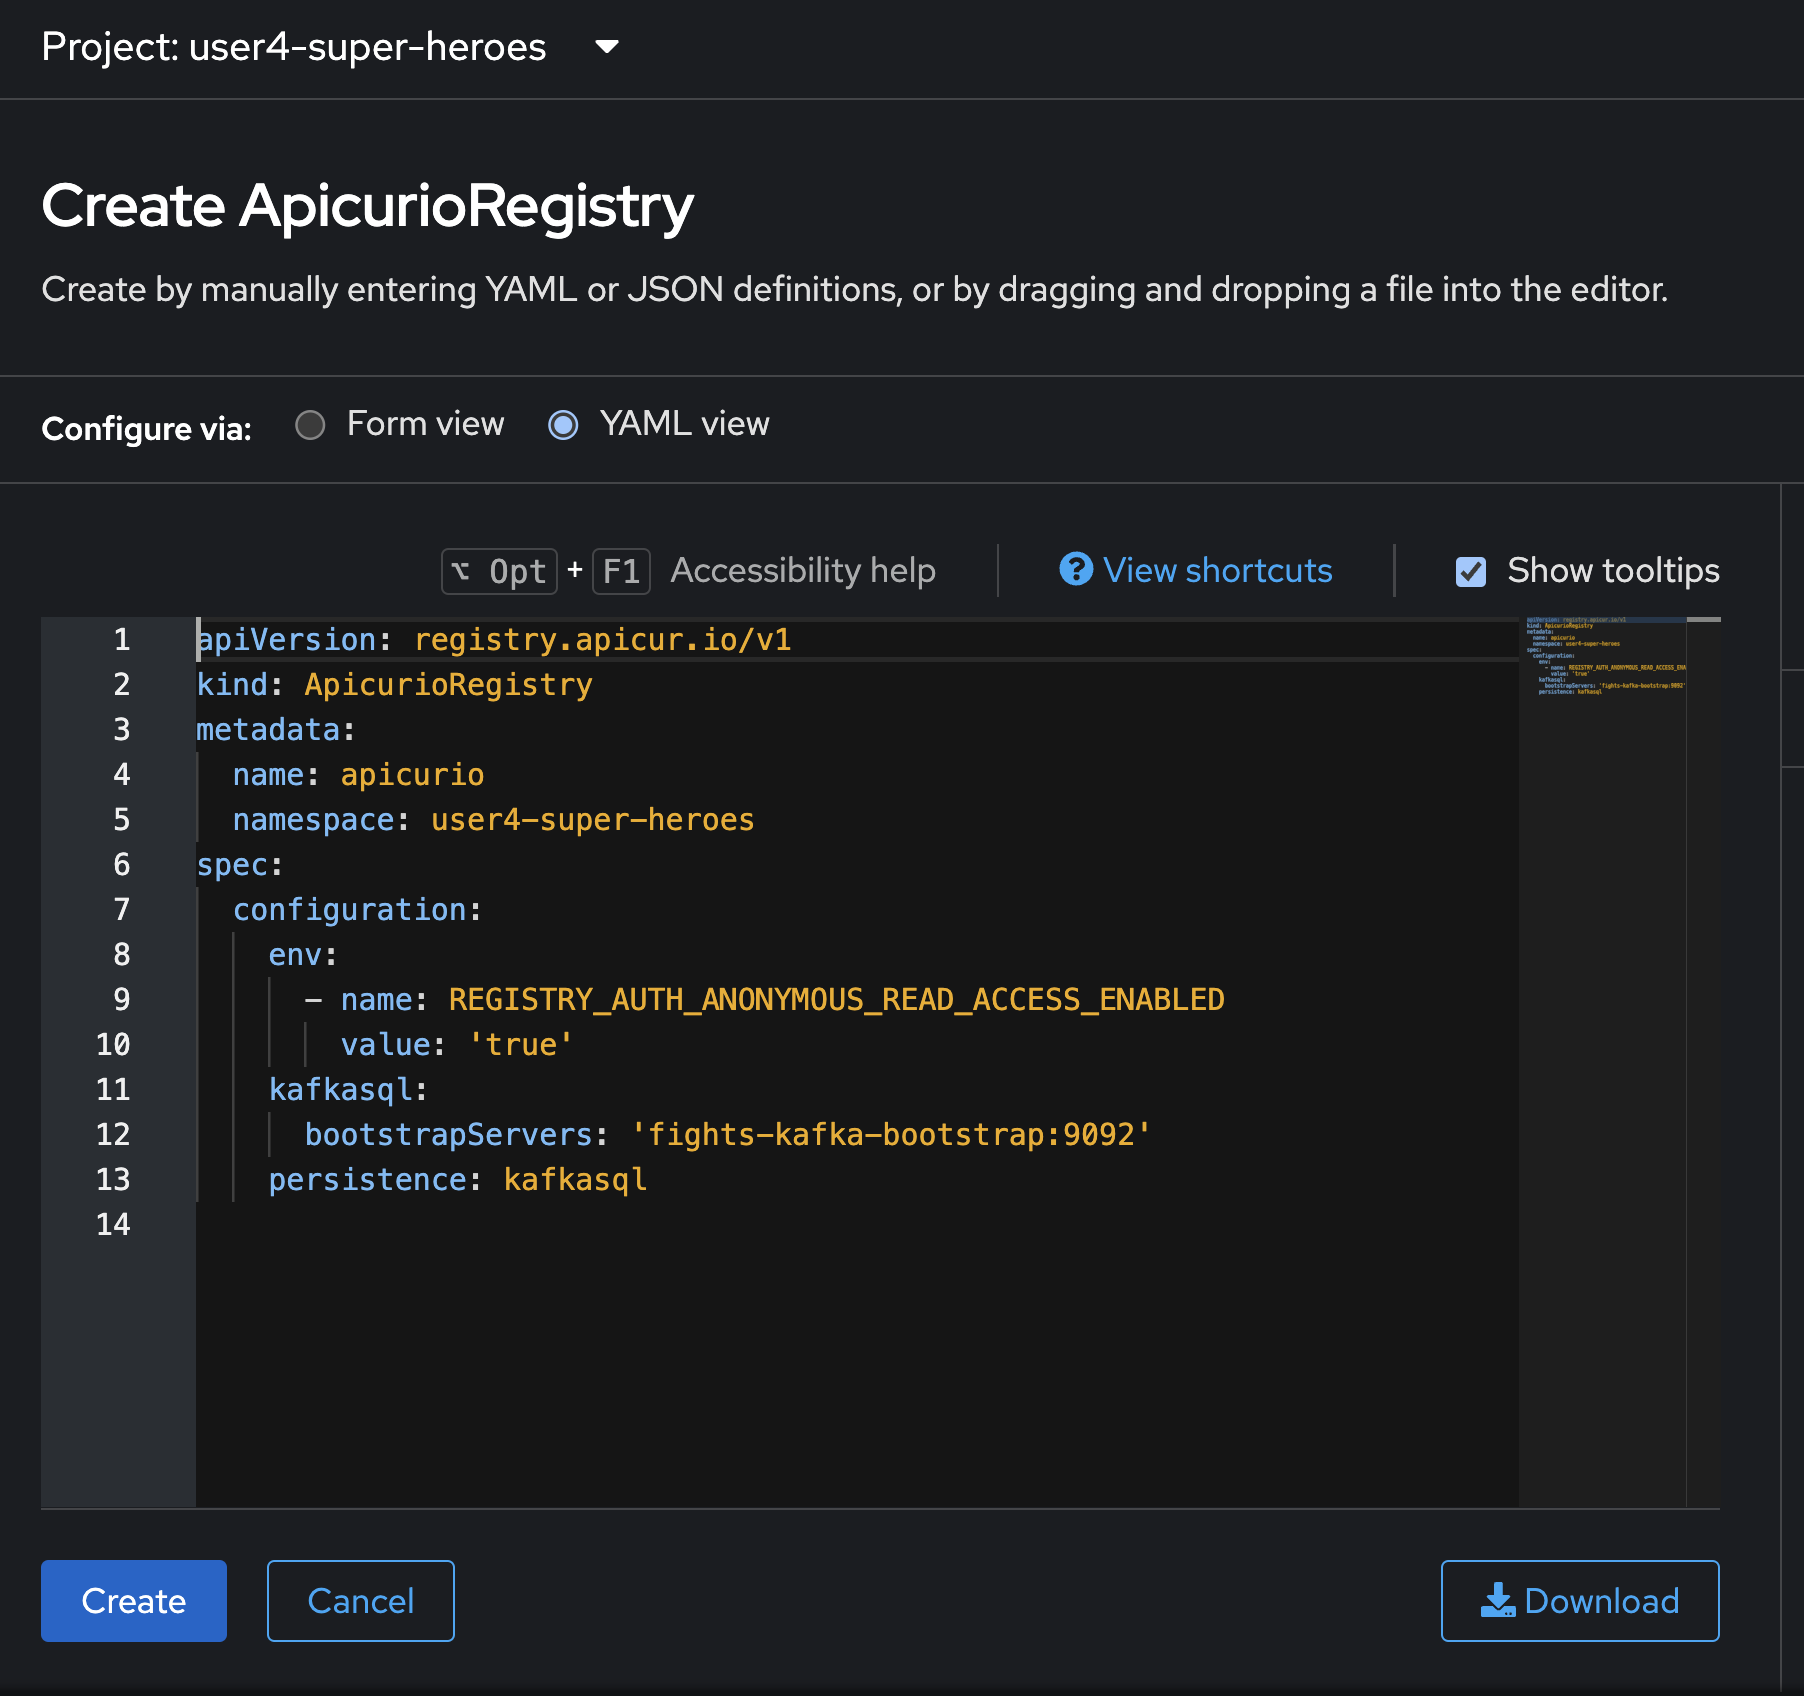 Project: user4-super-heroes
Create ApicurioRegistry
Create by manually entering YAML or JSON definitions, or by dragging and dropping a file into the editor.
Configure via: Form view YAML view
⌥ Opt + F1 Accessibility help View shortcuts Show tooltips
1 apiVersion: registry.apicur.io/v1
2 kind: ApicurioRegistry
3 metadata:
4   name: apicurio
5   namespace: user4-super-heroes
6 spec:
7   configuration:
8     env:
9       - name: REGISTRY_AUTH_ANONYMOUS_READ_ACCESS_ENABLED
10         value: 'true'
11     kafkasql:
12       bootstrapServers: 'fights-kafka-bootstrap:9092'
13     persistence: kafkasql
14
Create Cancel Download